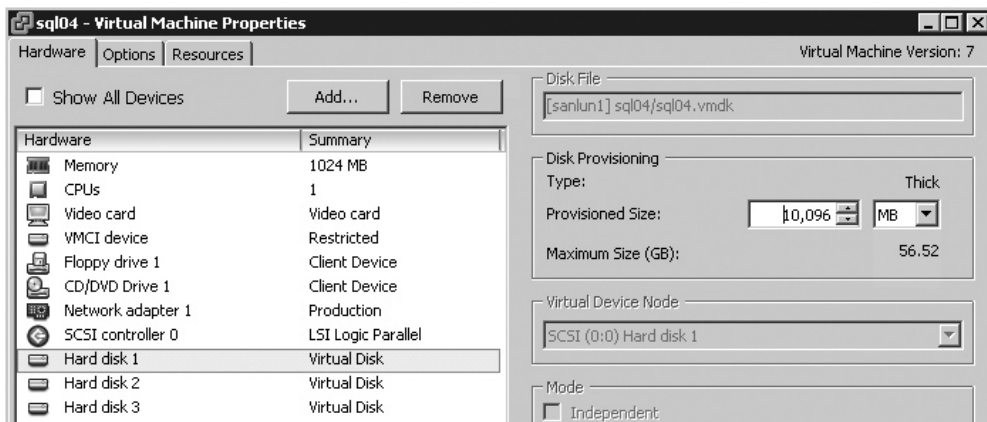 sql04 - Virtual Machine Properties
Hardware Options Resources
Virtual Machine Version: 7
Show All Devices
Add...
Remove
Hardware Summary
Memory 1024 MB
CPUs 1
Video card Video card
VMCI device Restricted
Floppy drive 1 Client Device
CD/DVD Drive 1 Client Device
Network adapter 1 Production
SCSI controller 0 LSI Logic Parallel
Hard disk 1 Virtual Disk
Hard disk 2 Virtual Disk
Hard disk 3 Virtual Disk
Disk File
[sanlun1] sql04/sql04.vmdk
Disk Provisioning
Type: Thick
Provisioned Size: 10,096 MB
Maximum Size (GB): 56.52
Virtual Device Node
SCSI (0:0) Hard disk 1
Mode
Independent